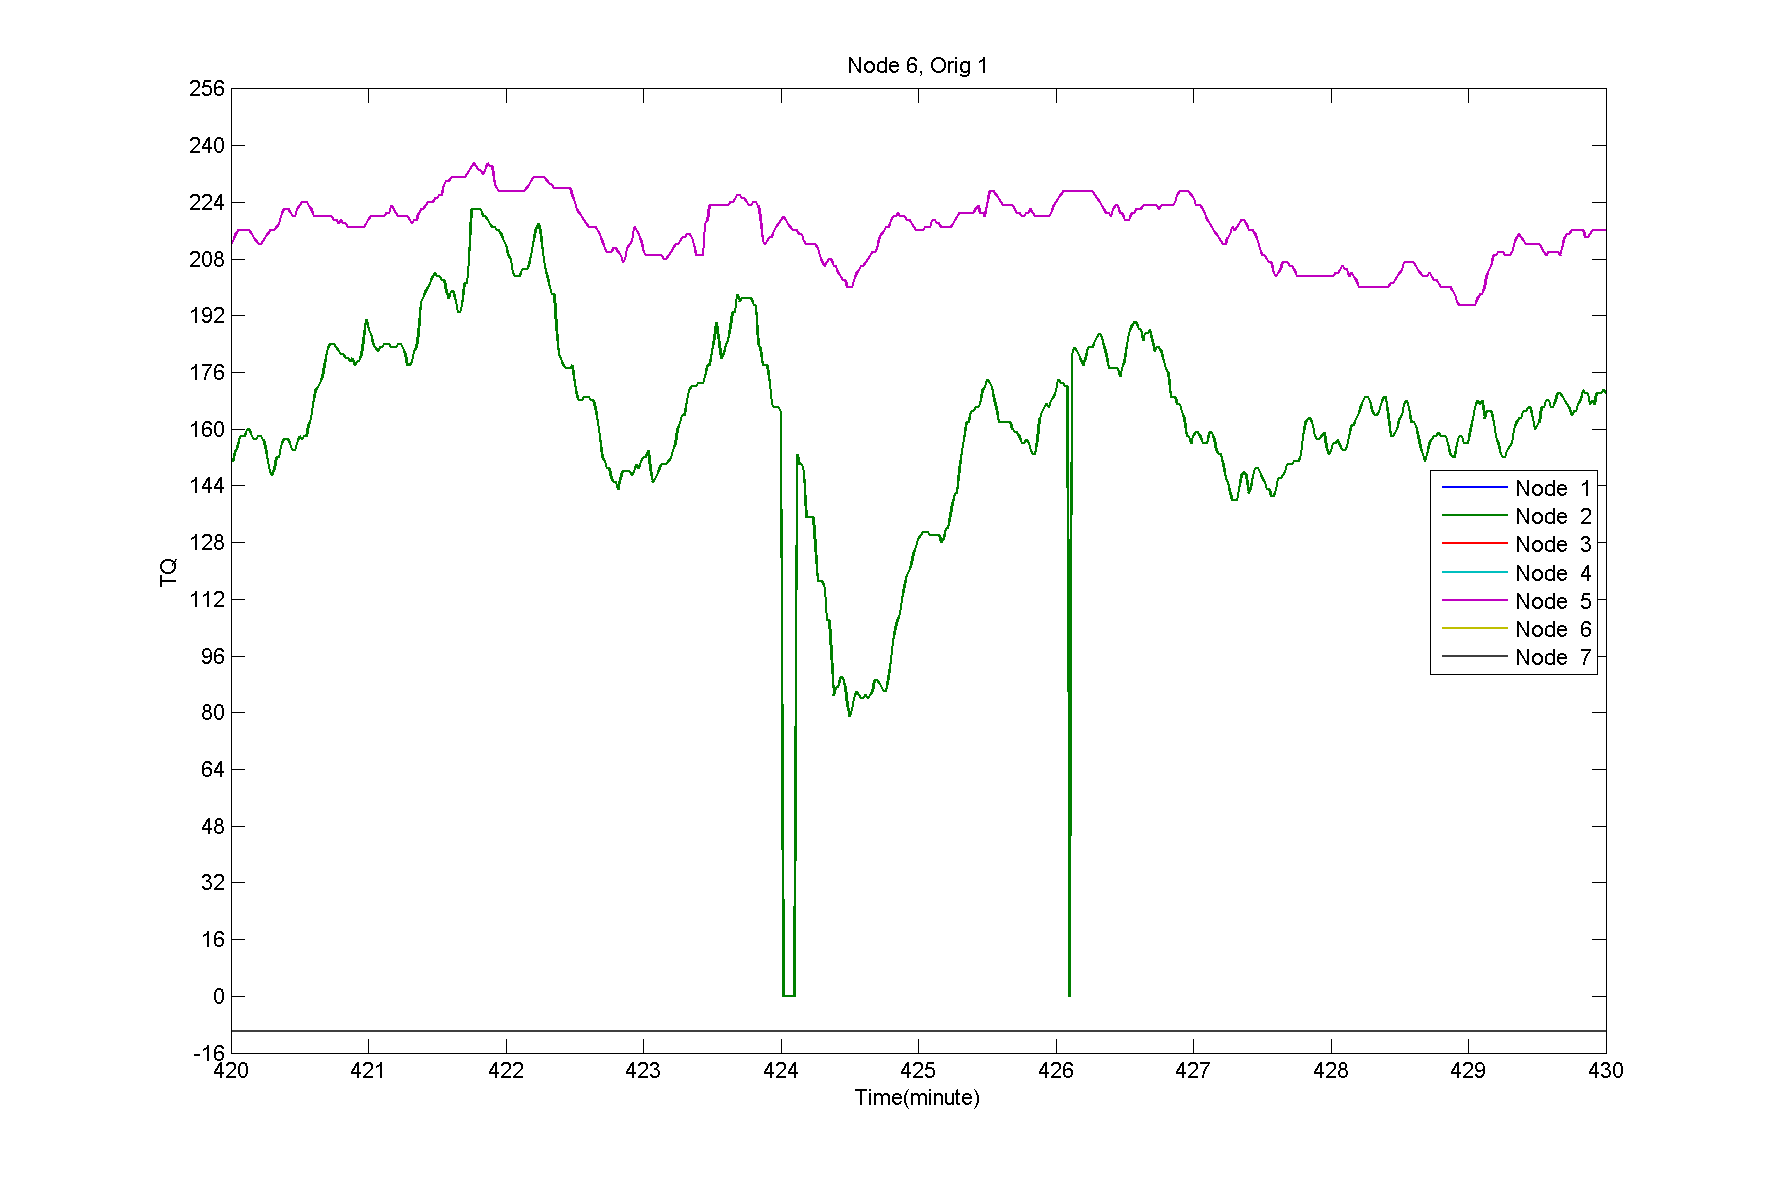 Node 6, Orig 1
256
240
224
208
192
176
160
144
128
112
96
80
64
48
32
16
0
-16
TQ
Node 1
Node 2
Node 3
Node 4
Node 5
Node 6
Node 7
420 421 422 423 424 425 426 427 428 429 430
Time(minute)